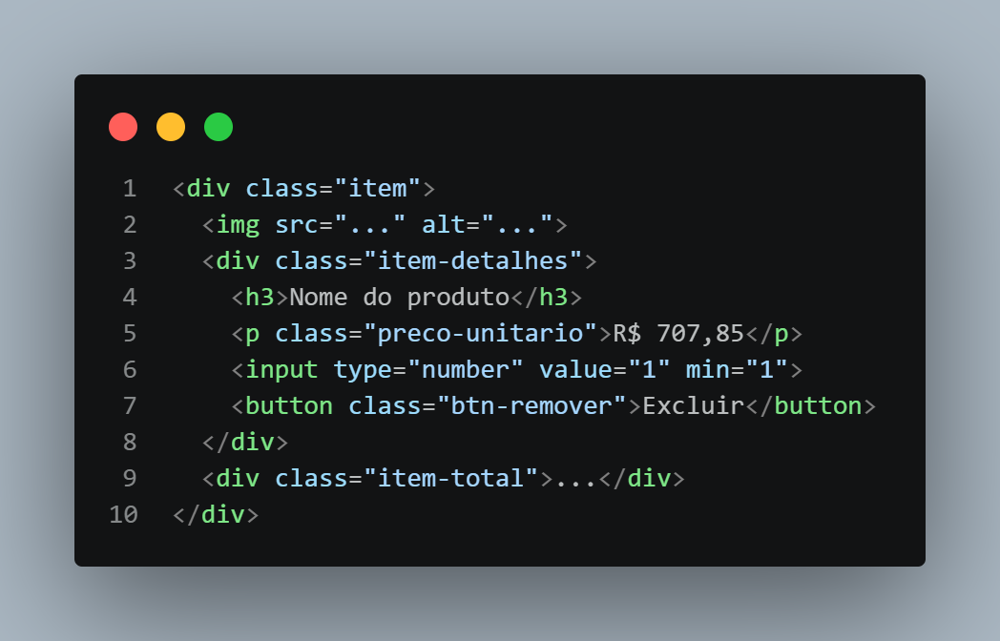 1 <div class="item">
2   <img src="..." alt="...">
3   <div class="item-detalhes">
4     <h3>Nome do produto</h3>
5     <p class="preco-unitario">R$ 707,85</p>
6     <input type="number" value="1" min="1">
7     <button class="btn-remover">Excluir</button>
8   </div>
9   <div class="item-total">...</div>
10 </div>